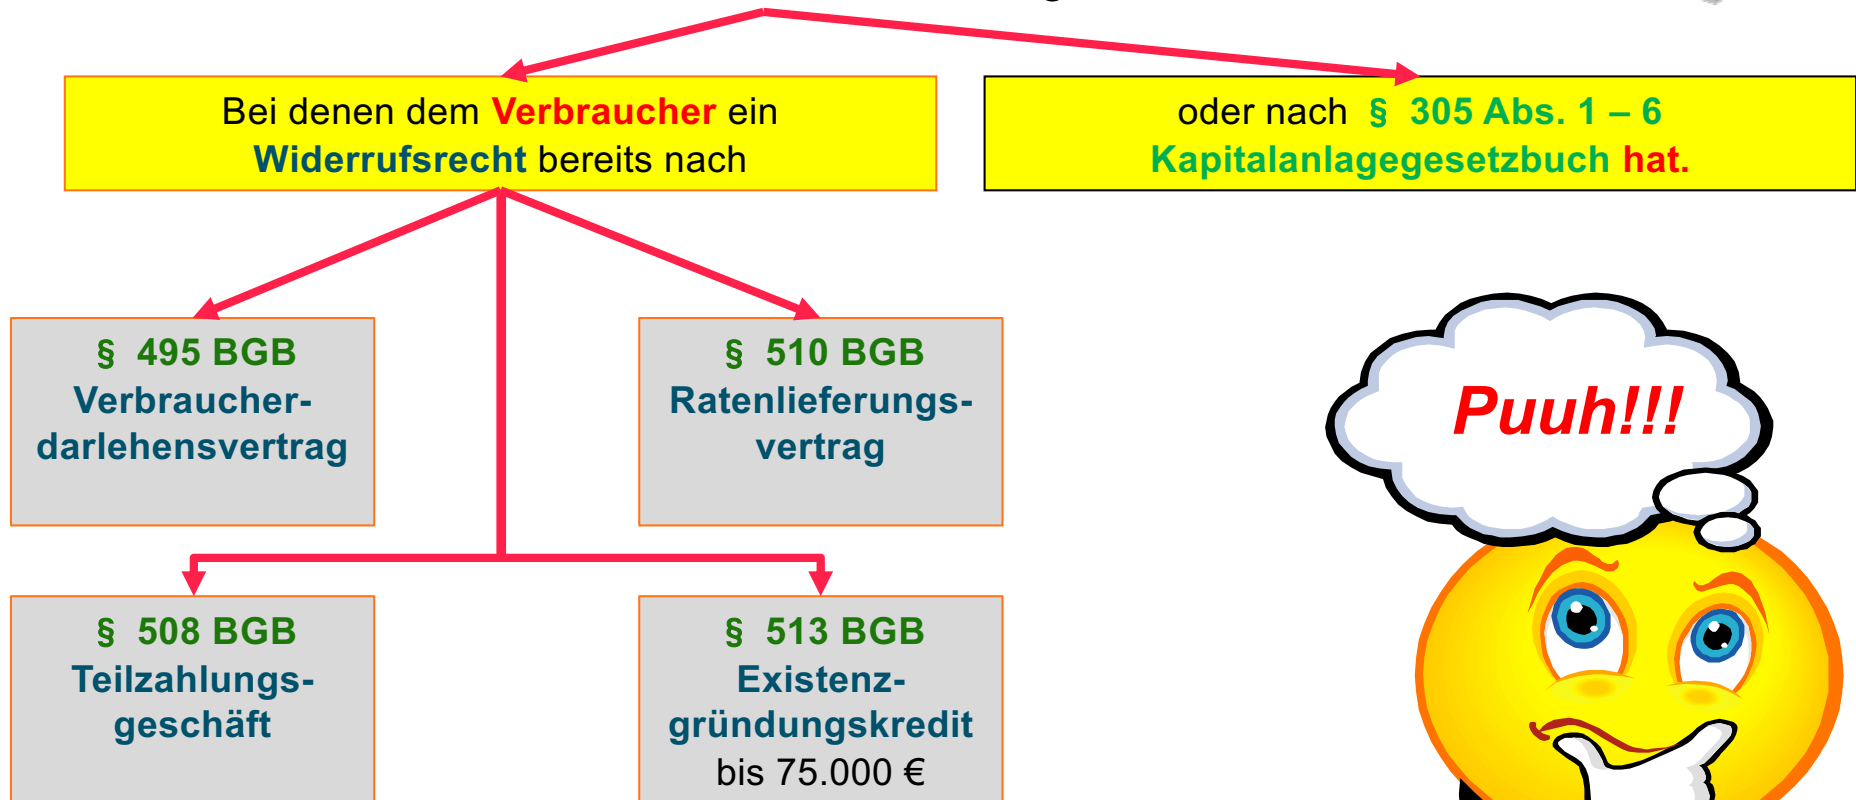 Bei denen dem Verbraucher ein
Widerrufsrecht bereits nach
oder nach § 305 Abs. 1 – 6
Kapitalanlagegesetzbuch hat.
§ 495 BGB
Verbraucher-
darlehensvertrag
§ 510 BGB
Ratenlieferungs-
vertrag
Puuh!!!
§ 508 BGB
Teilzahlungs-
geschäft
§ 513 BGB
Existenz-
gründungskredit
bis 75.000 €